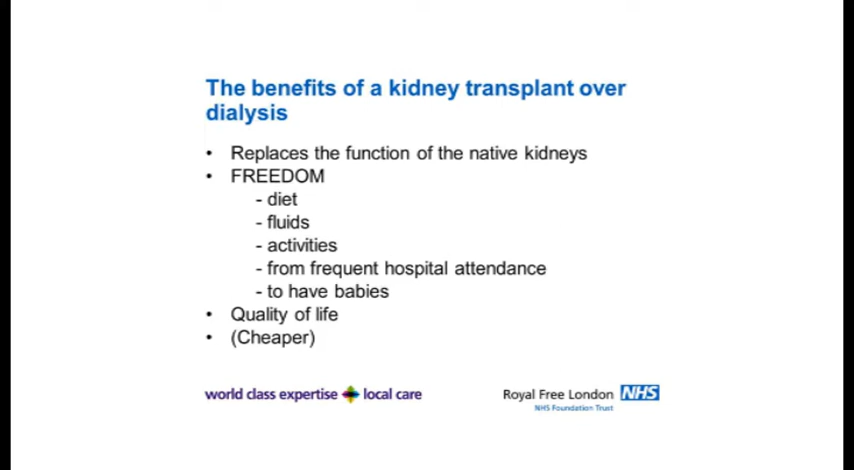 The benefits of a kidney transplant over
dialysis
• Replaces the function of the native kidneys
• FREEDOM
- diet
- fluids
- activities
- from frequent hospital attendance
- to have babies
• Quality of life
• (Cheaper)
world class expertise local care
Royal Free London NHS
NHS Foundation Trust